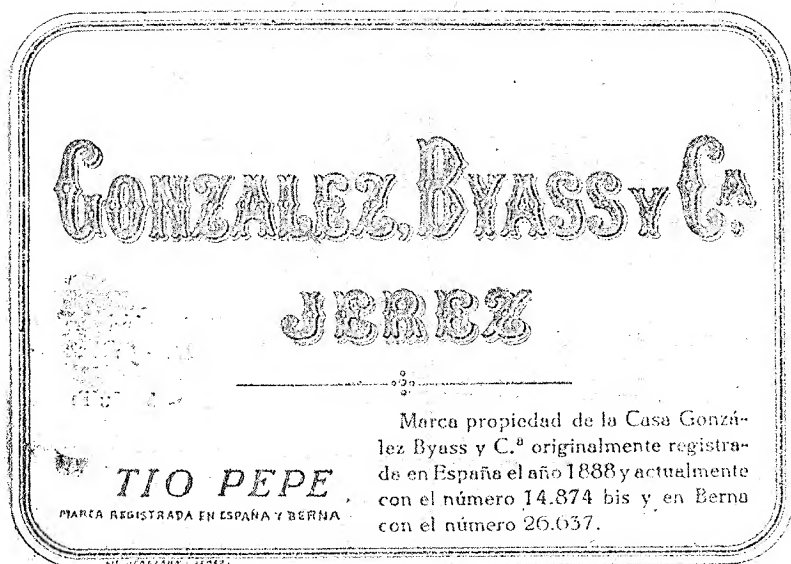 GONZALEZ, BYASS Y Cª.
JEREZ
TIO PEPE
MARCA REGISTRADA EN ESPAÑA Y BERNA
Marca propiedad de la Casa Gonzá-
lez Byass y C.ª originalmente registra-
da en España el año 1888 y actualmente
con el número 14.874 bis y en Berna
con el número 26.637.